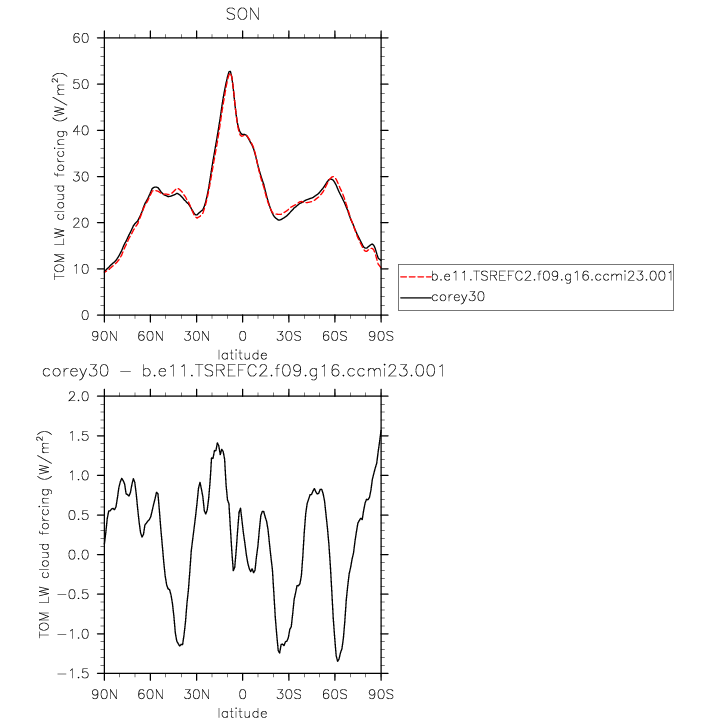 SON
60
50
40
30
20
10
0
TOM LW cloud forcing (W/m²)
90N 60N 30N 0 30S 60S 90S
latitude
b.e11.TSREFC2.f09.g16.ccmi23.001
corey30
corey30 − b.e11.TSREFC2.f09.g16.ccmi23.001
2.0
1.5
1.0
0.5
0.0
−0.5
−1.0
−1.5
TOM LW cloud forcing (W/m²)
90N 60N 30N 0 30S 60S 90S
latitude